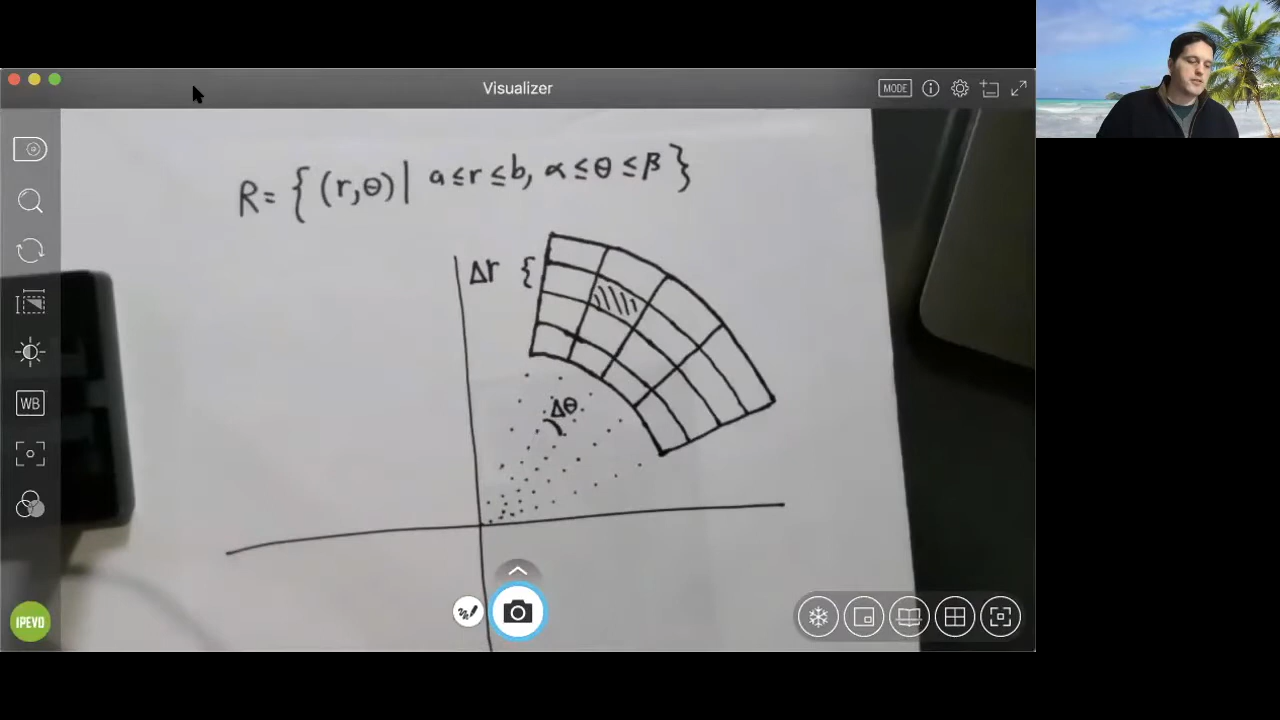 Visualizer
MODE
R = { (r,θ) | a ≤ r ≤ b, α ≤ θ ≤ β }
Δr {
Δθ
WB
IPEVO